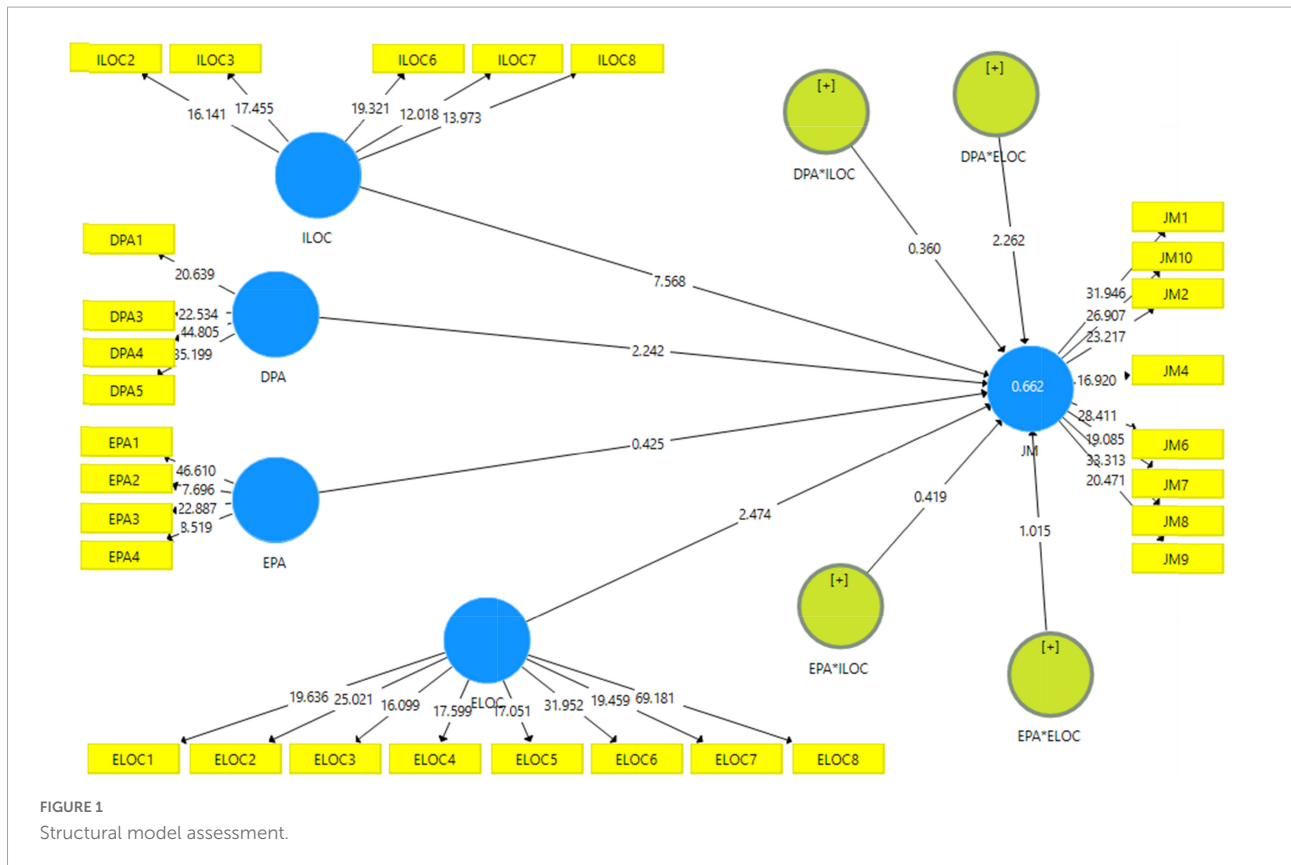 ILOC2
ILOC3
ILOC6
ILOC7
ILOC8
16.141
17.455
19.321
12.018
13.973
ILOC
[+]
DPA*ILOC
[+]
DPA*ELOC
0.360
2.262
7.568
DPA1
DPA3
DPA4
DPA5
20.639
22.534
44.805
35.199
DPA
2.242
EPA1
EPA2
EPA3
EPA4
46.610
7.696
22.887
8.519
EPA
0.425
0.662
JM
JM1
JM10
JM2
JM4
JM6
JM7
JM8
JM9
31.946
26.907
23.217
16.920
28.411
19.085
33.313
20.471
2.474
0.419
1.015
[+]
EPA*ILOC
[+]
EPA*ELOC
ELOC
19.636
25.021
16.099
17.599
17.051
31.952
19.459
69.181
ELOC1
ELOC2
ELOC3
ELOC4
ELOC5
ELOC6
ELOC7
ELOC8
FIGURE 1
Structural model assessment.